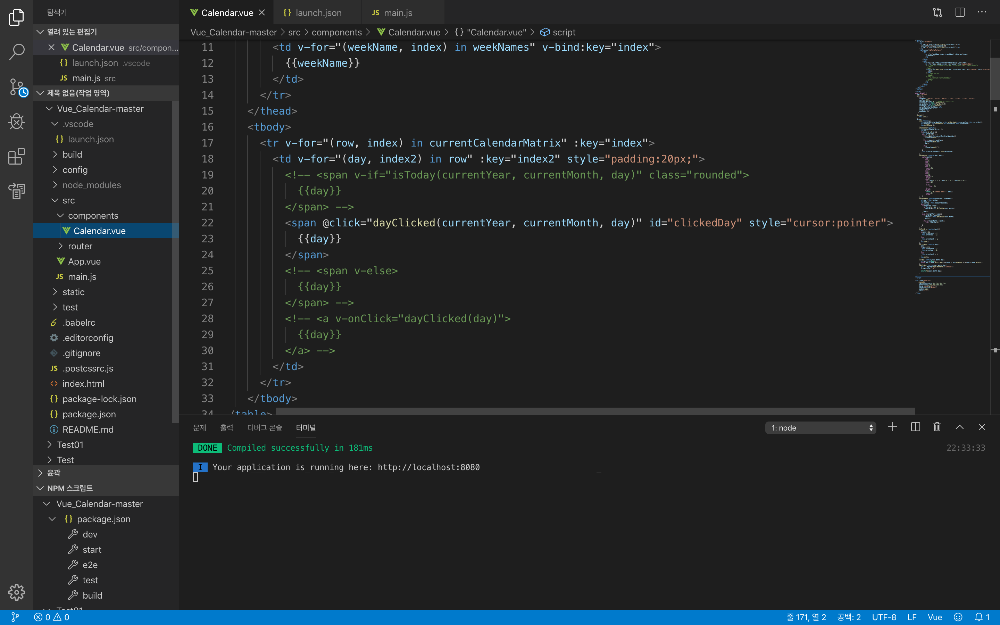 탐색기
열려 있는 편집기
Calendar.vue src/compon...
{} launch.json .vscode
JS main.js src
제목 없음(작업 영역)
Vue_Calendar-master
.vscode
{} launch.json
build
config
node_modules
src
components
Calendar.vue
router
App.vue
JS main.js
static
test
.babelrc
.editorconfig
.gitignore
JS .postcssrc.js
<> index.html
{} package-lock.json
{} package.json
README.md
Test01
Test
윤곽
NPM 스크립트
Vue_Calendar-master
{} package.json
dev
start
e2e
test
build
Test01
Calendar.vue
{} launch.json
JS main.js
Vue_Calendar-master > src > components > Calendar.vue > {} "Calendar.vue" > script
11 <td v-for="(weekName, index) in weekNames" v-bind:key="index">
12 {{weekName}}
13 </td>
14 </tr>
15 </thead>
16 <tbody>
17 <tr v-for="(row, index) in currentCalendarMatrix" :key="index">
18 <td v-for="(day, index2) in row" :key="index2" style="padding:20px;">
19 <!-- <span v-if="isToday(currentYear, currentMonth, day)" class="rounded">
20 {{day}}
21 </span> -->
22 <span @click="dayClicked(currentYear, currentMonth, day)" id="clickedDay" style="cursor:pointer">
23 {{day}}
24 </span>
25 <!-- <span v-else>
26 {{day}}
27 </span> -->
28 <!-- <a v-onClick="dayClicked(day)">
29 {{day}}
30 </a> -->
31 </td>
32 </tr>
33 </tbody>
34 /table>
문제 출력 디버그 콘솔 터미널
1: node
DONE Compiled successfully in 181ms 22:33:33
I Your application is running here: http://localhost:8080
0 0
줄 171, 열 2 공백: 2 UTF-8 LF Vue 1